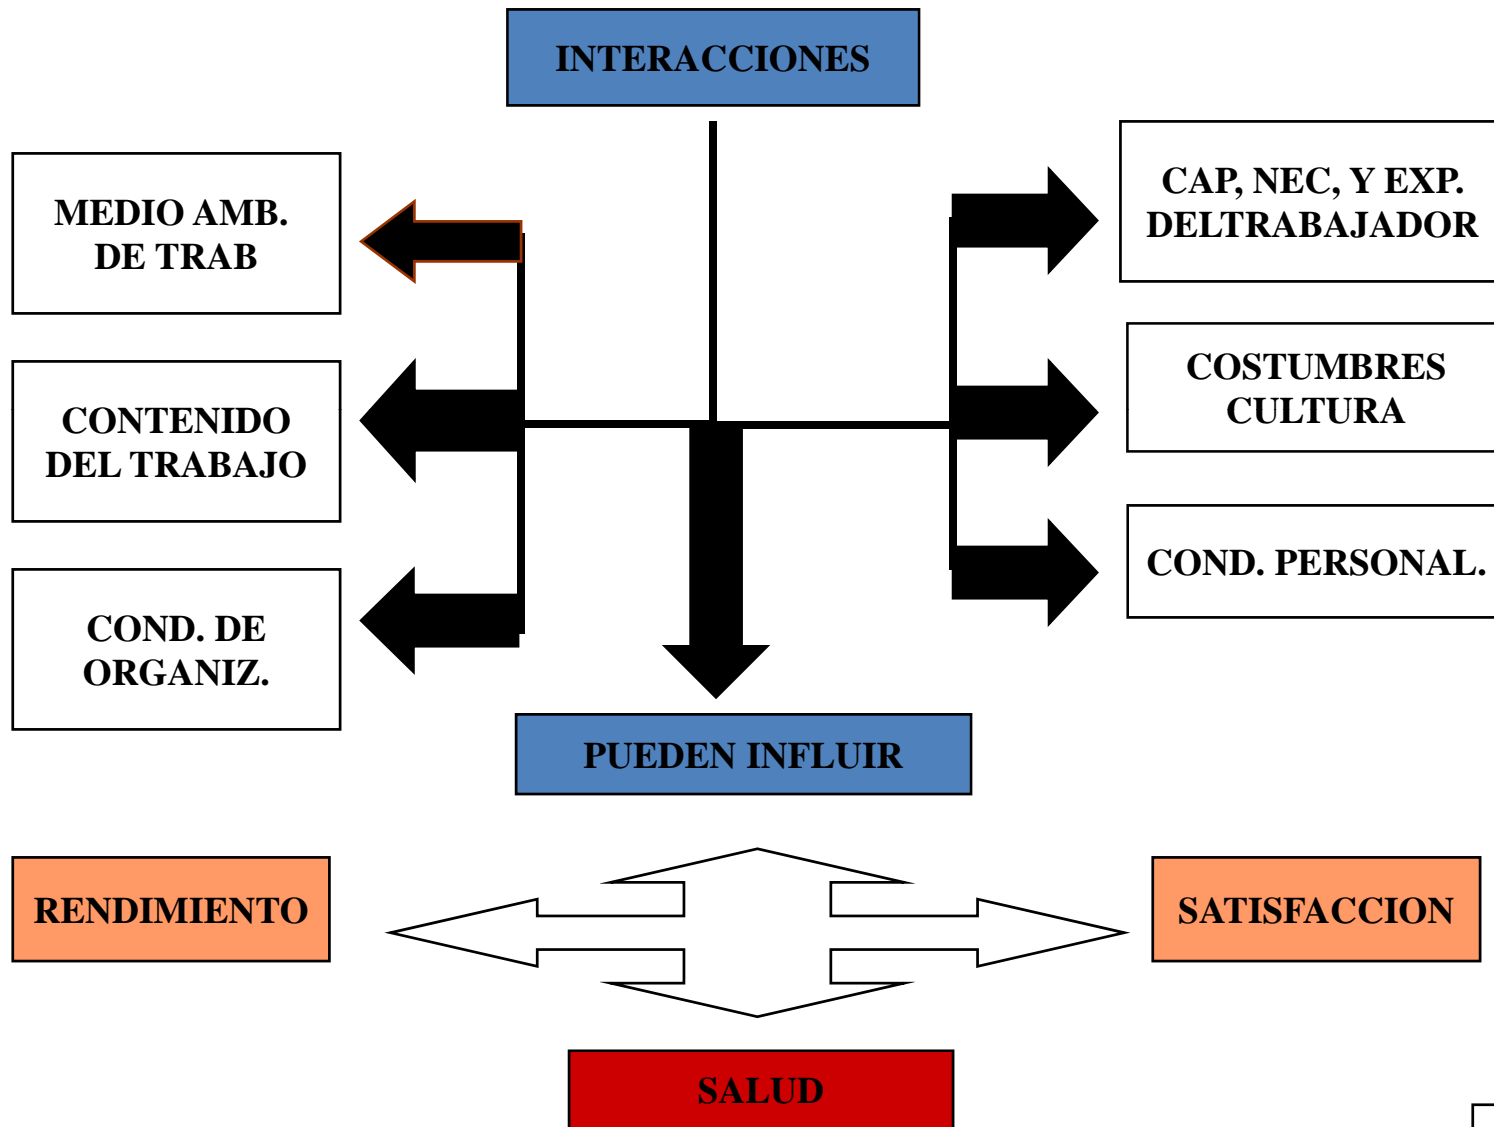 INTERACCIONES
MEDIO AMB.
DE TRAB
CONTENIDO
DEL TRABAJO
COND. DE
ORGANIZ.
CAP, NEC, Y EXP.
DELTRABAJADOR
COSTUMBRES
CULTURA
COND. PERSONAL.
PUEDEN INFLUIR
RENDIMIENTO
SATISFACCION
SALUD